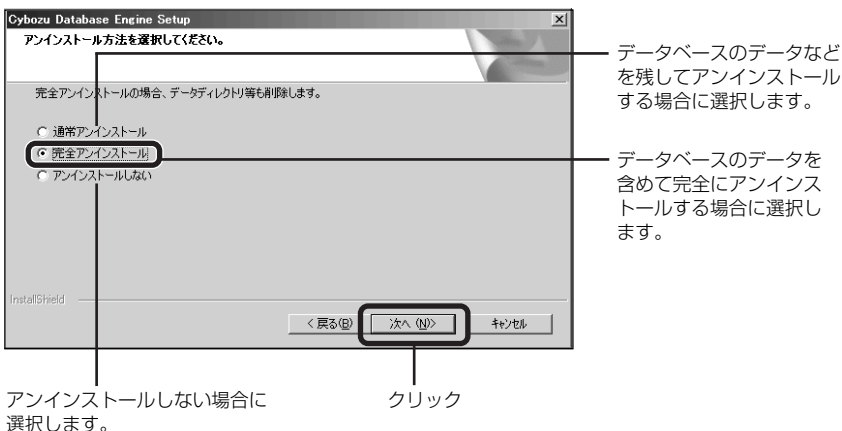 Cybozu Database Engine Setup
アンインストール方法を選択してください。
完全アンインストールの場合、データディレクトリ等も削除します。
通常アンインストール
完全アンインストール
アンインストールしない
InstallShield
< 戻る(B)
次へ (N)>
キャンセル
データベースのデータなど
を残してアンインストール
する場合に選択します。
データベースのデータを
含めて完全にアンインス
トールする場合に選択し
ます。
アンインストールしない場合に
選択します。
クリック